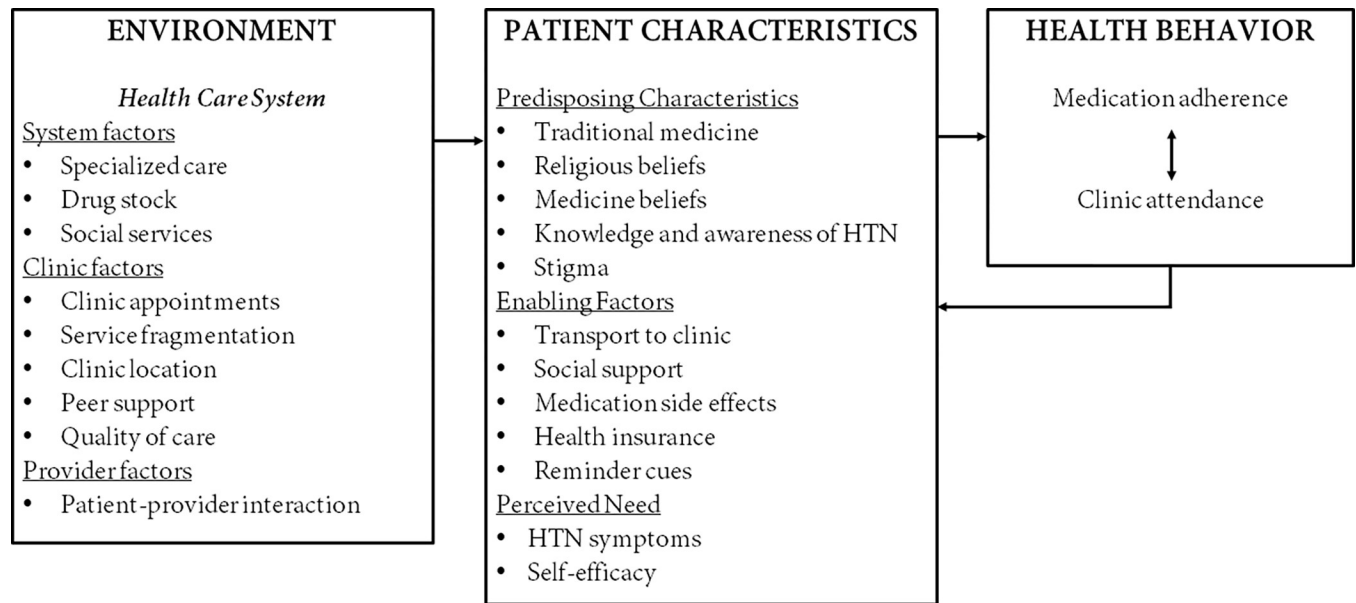 ENVIRONMENT
Health Care System
System factors
• Specialized care
• Drug stock
• Social services
Clinic factors
• Clinic appointments
• Service fragmentation
• Clinic location
• Peer support
• Quality of care
Provider factors
• Patient-provider interaction
PATIENT CHARACTERISTICS
Predisposing Characteristics
• Traditional medicine
• Religious beliefs
• Medicine beliefs
• Knowledge and awareness of HTN
• Stigma
Enabling Factors
• Transport to clinic
• Social support
• Medication side effects
• Health insurance
• Reminder cues
Perceived Need
• HTN symptoms
• Self-efficacy
HEALTH BEHAVIOR
Medication adherence
Clinic attendance